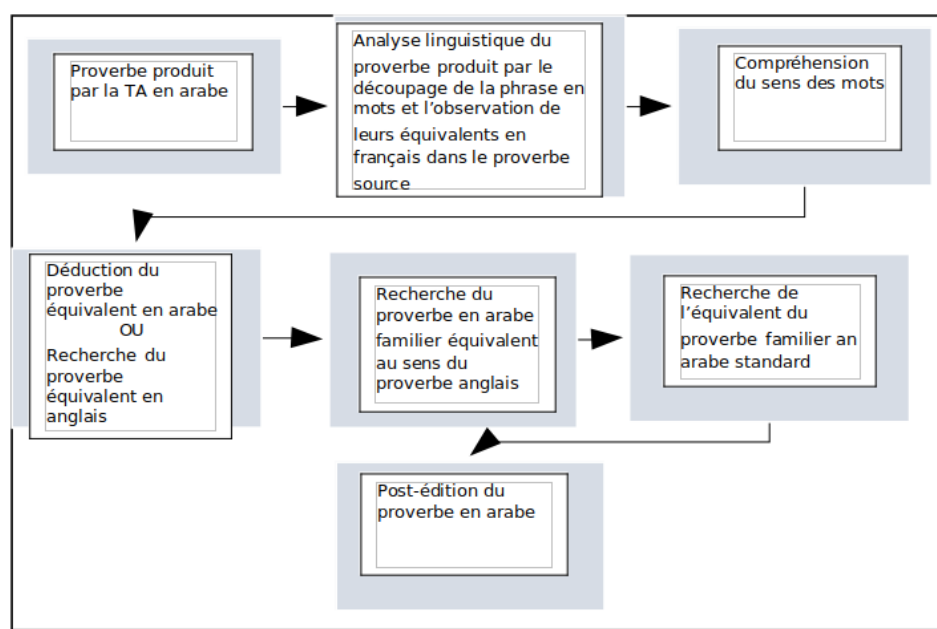 Proverbe produit
par la TA en arabe
Analyse linguistique du
proverbe produit par le
découpage de la phrase en
mots et l’observation de
leurs équivalents en
français dans le proverbe
source
Compréhension
du sens des mots
Déduction du
proverbe
équivalent en arabe
OU
Recherche du
proverbe
équivalent en
anglais
Recherche du
proverbe en arabe
familier équivalent
au sens du
proverbe anglais
Recherche de
l’équivalent du
proverbe familier an
arabe standard
Post-édition du
proverbe en arabe